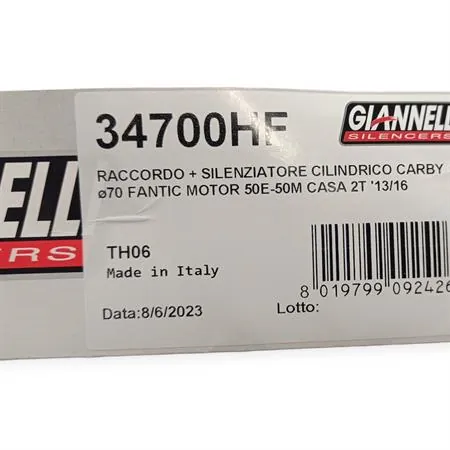 34700HF
GIANNELL
SILENCERS
RACCORDO + SILENZIATORE CILINDRICO CARBY
ø70 FANTIC MOTOR 50E-50M CASA 2T '13/16
ELL
ERS
TH06
Made in Italy
8 019799 092426
Data:8/6/2023
Lotto: